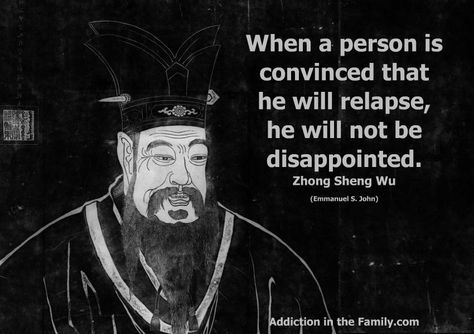 When a person is
convinced that
he will relapse,
he will not be
disappointed.
Zhong Sheng Wu
(Emmanuel S. John)
Addiction in the Family.com